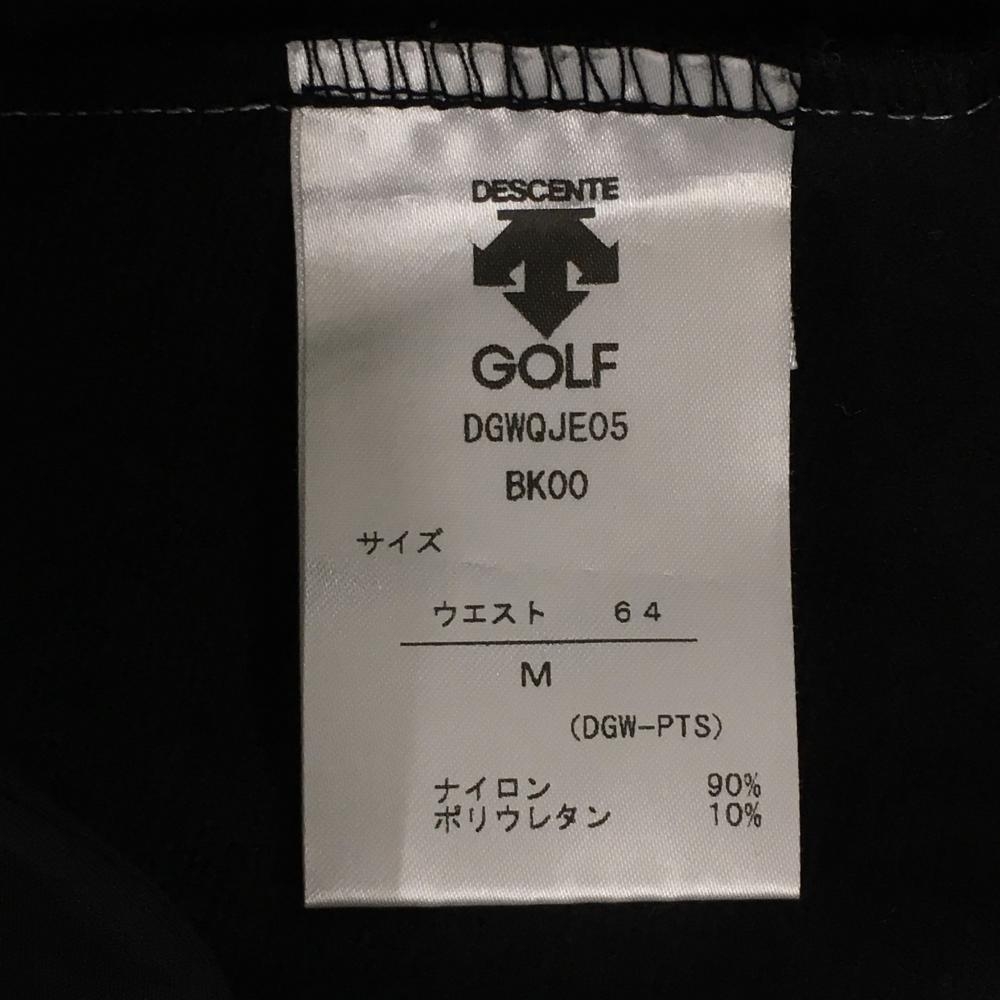 DESCENTE
GOLF
DGWQJE05
BK00
サイズ
ウエスト 64
M
(DGW-PTS)
ナイロン 90%
ポリウレタン 10%